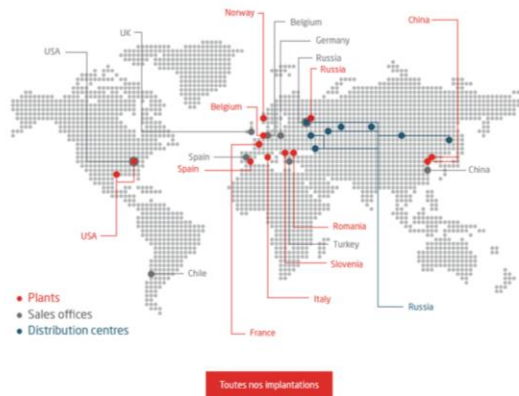 Norway
China
UK
Belgium
USA
Germany
Russia
Russia
Belgium
Spain
Spain
China
USA
Romania
Turkey
Slovenia
Chile
Plants
Sales offices
Italy
Distribution centres
Russia
France
Toutes nos implantations